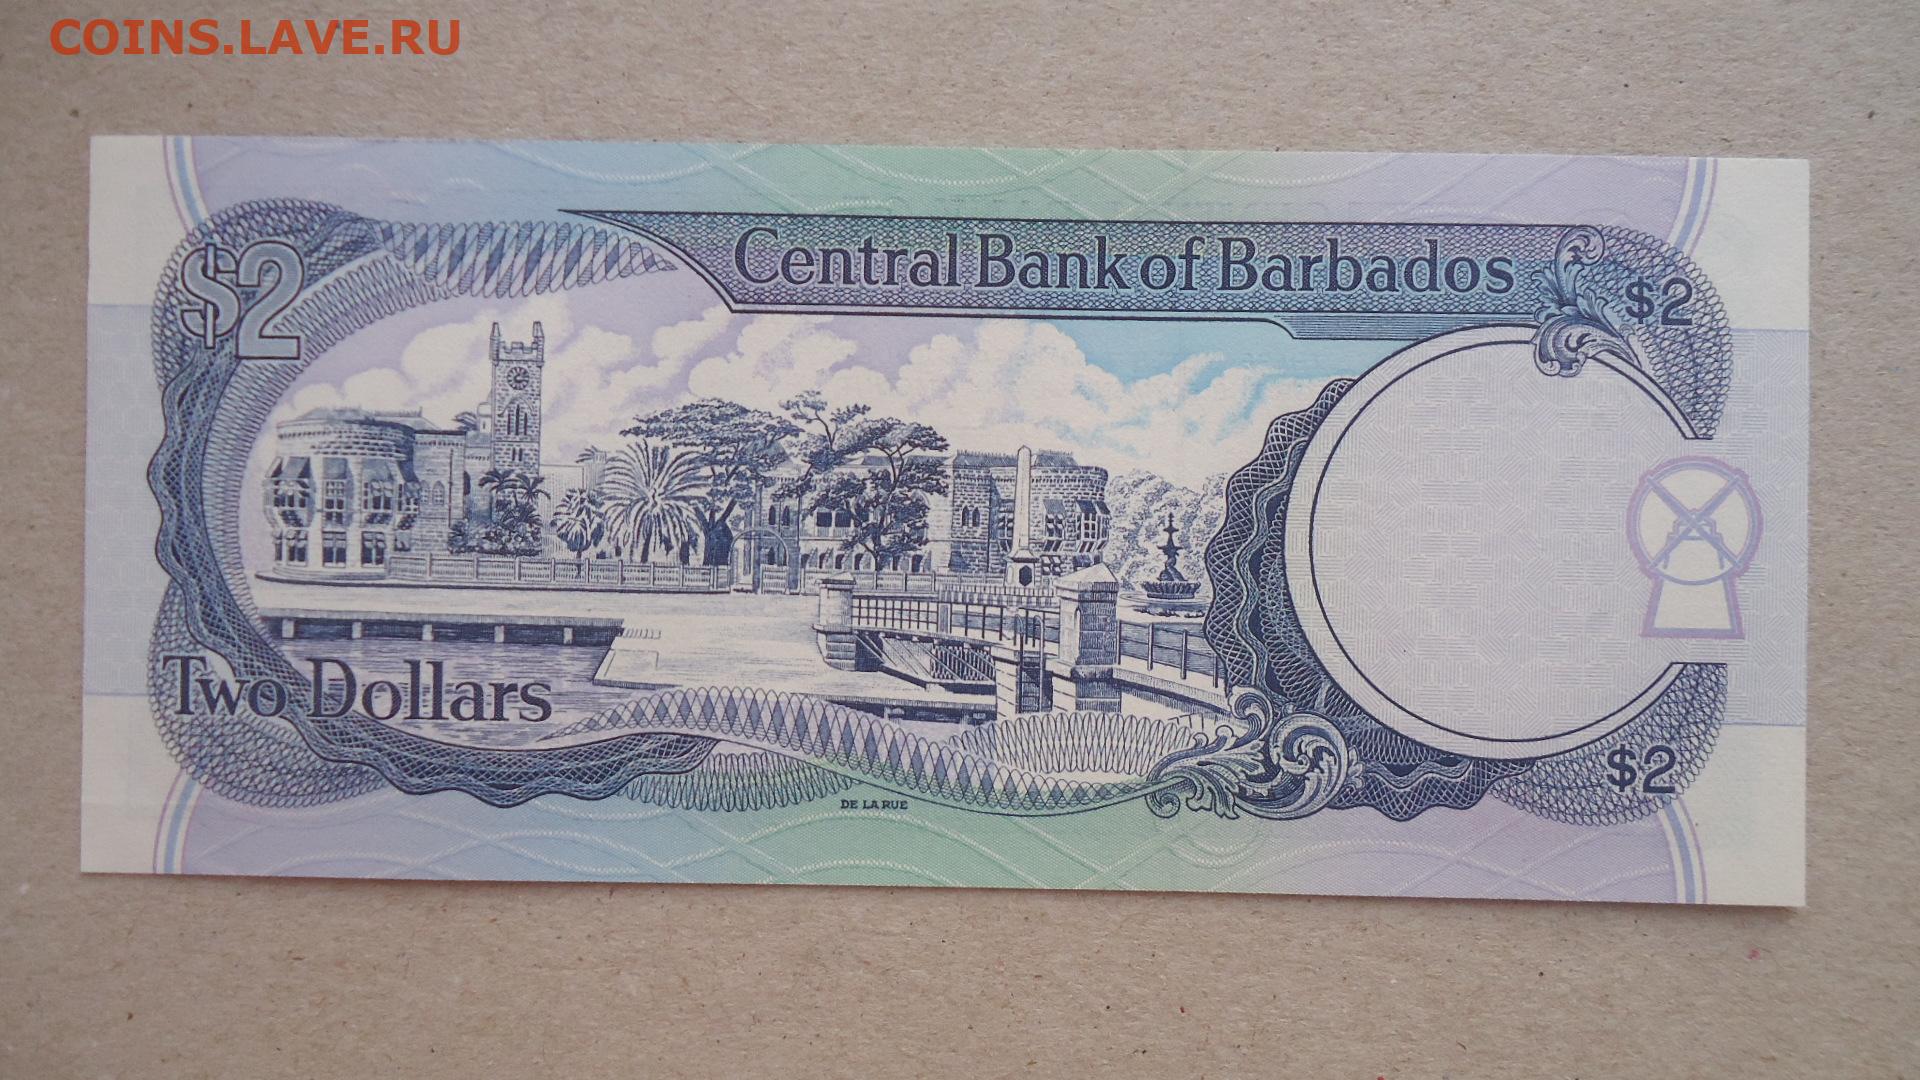 COINS.LAVE.RU
$2
Central Bank of Barbados
$2
Two Dollars
$2
DE LA RUE